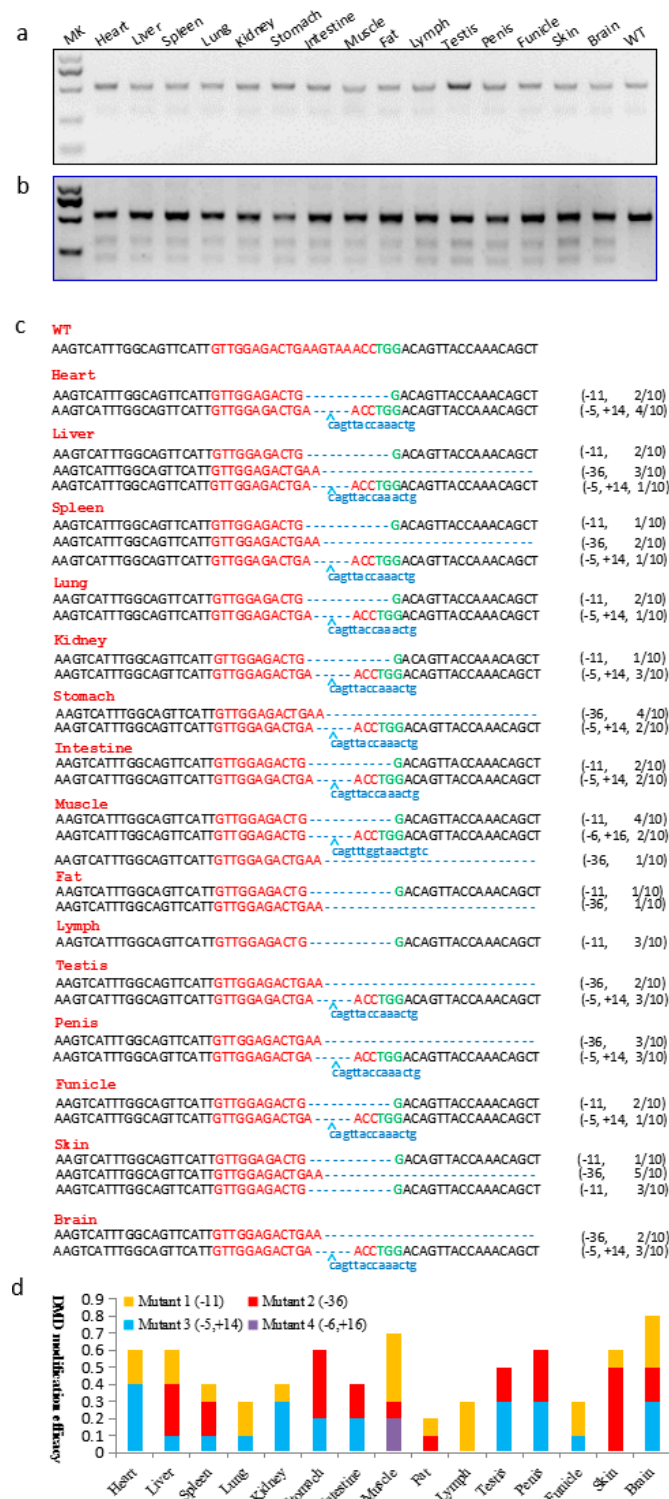 a
MK Heart Liver Spleen Lung Kidney Stomach Intestine Muscle Fat Lymph Testis Penis Funicle Skin Brain WT
b
c
WT
AAGTCATTTGGCAGTTCATTGTTGGAGACTGAAGTAAACCTGGACAGTTACCAAACAGCT
Heart
AAGTCATTTGGCAGTTCATTGTTGGAGACTG-----------GACAGTTACCAAACAGCT (-11, 2/10)
AAGTCATTTGGCAGTTCATTGTTGGAGACTGA-----ACCTGGACAGTTACCAAACAGCT (-5, +14, 4/10)
^cagttaccaaactg
Liver
AAGTCATTTGGCAGTTCATTGTTGGAGACTG-----------GACAGTTACCAAACAGCT (-11, 2/10)
AAGTCATTTGGCAGTTCATTGTTGGAGACTGAA--------------------------- (-36, 3/10)
AAGTCATTTGGCAGTTCATTGTTGGAGACTGA-----ACCTGGACAGTTACCAAACAGCT (-5, +14, 1/10)
^cagttaccaaactg
Spleen
AAGTCATTTGGCAGTTCATTGTTGGAGACTG-----------GACAGTTACCAAACAGCT (-11, 1/10)
AAGTCATTTGGCAGTTCATTGTTGGAGACTGAA--------------------------- (-36, 2/10)
AAGTCATTTGGCAGTTCATTGTTGGAGACTGA-----ACCTGGACAGTTACCAAACAGCT (-5, +14, 1/10)
^cagttaccaaactg
Lung
AAGTCATTTGGCAGTTCATTGTTGGAGACTG-----------GACAGTTACCAAACAGCT (-11, 2/10)
AAGTCATTTGGCAGTTCATTGTTGGAGACTGA-----ACCTGGACAGTTACCAAACAGCT (-5, +14, 1/10)
^cagttaccaaactg
Kidney
AAGTCATTTGGCAGTTCATTGTTGGAGACTG-----------GACAGTTACCAAACAGCT (-11, 1/10)
AAGTCATTTGGCAGTTCATTGTTGGAGACTGA-----ACCTGGACAGTTACCAAACAGCT (-5, +14, 3/10)
^cagttaccaaactg
Stomach
AAGTCATTTGGCAGTTCATTGTTGGAGACTGAA--------------------------- (-36, 4/10)
AAGTCATTTGGCAGTTCATTGTTGGAGACTGA-----ACCTGGACAGTTACCAAACAGCT (-5, +14, 2/10)
^cagttaccaaactg
Intestine
AAGTCATTTGGCAGTTCATTGTTGGAGACTG-----------GACAGTTACCAAACAGCT (-11, 2/10)
AAGTCATTTGGCAGTTCATTGTTGGAGACTGA-----ACCTGGACAGTTACCAAACAGCT (-5, +14, 2/10)
^cagttaccaaactg
Muscle
AAGTCATTTGGCAGTTCATTGTTGGAGACTG-----------GACAGTTACCAAACAGCT (-11, 4/10)
AAGTCATTTGGCAGTTCATTGTTGGAGACTG------ACCTGGACAGTTACCAAACAGCT (-6, +16, 2/10)
^cagtttggtaactgtc
AAGTCATTTGGCAGTTCATTGTTGGAGACTGAA--------------------------- (-36, 1/10)
Fat
AAGTCATTTGGCAGTTCATTGTTGGAGACTG-----------GACAGTTACCAAACAGCT (-11, 1/10)
AAGTCATTTGGCAGTTCATTGTTGGAGACTGAA--------------------------- (-36, 1/10)
Lymph
AAGTCATTTGGCAGTTCATTGTTGGAGACTG-----------GACAGTTACCAAACAGCT (-11, 3/10)
Testis
AAGTCATTTGGCAGTTCATTGTTGGAGACTGAA--------------------------- (-36, 2/10)
AAGTCATTTGGCAGTTCATTGTTGGAGACTGA-----ACCTGGACAGTTACCAAACAGCT (-5, +14, 3/10)
^cagttaccaaactg
Penis
AAGTCATTTGGCAGTTCATTGTTGGAGACTGAA--------------------------- (-36, 3/10)
AAGTCATTTGGCAGTTCATTGTTGGAGACTGA-----ACCTGGACAGTTACCAAACAGCT (-5, +14, 3/10)
^cagttaccaaactg
Funicle
AAGTCATTTGGCAGTTCATTGTTGGAGACTG-----------GACAGTTACCAAACAGCT (-11, 2/10)
AAGTCATTTGGCAGTTCATTGTTGGAGACTGA-----ACCTGGACAGTTACCAAACAGCT (-5, +14, 1/10)
^cagttaccaaactg
Skin
AAGTCATTTGGCAGTTCATTGTTGGAGACTG-----------GACAGTTACCAAACAGCT (-11, 1/10)
AAGTCATTTGGCAGTTCATTGTTGGAGACTGAA--------------------------- (-36, 5/10)
AAGTCATTTGGCAGTTCATTGTTGGAGACTG-----------GACAGTTACCAAACAGCT (-11, 3/10)
Brain
AAGTCATTTGGCAGTTCATTGTTGGAGACTGAA--------------------------- (-36, 2/10)
AAGTCATTTGGCAGTTCATTGTTGGAGACTGA-----ACCTGGACAGTTACCAAACAGCT (-5, +14, 3/10)
^cagttaccaaactg
d
DMD modification efficacy
0.9
0.8
0.7
0.6
0.5
0.4
0.3
0.2
0.1
0
Mutant 1 (-11) Mutant 2 (-36)
Mutant 3 (-5,+14) Mutant 4 (-6,+16)
Heart Liver Spleen Lung Kidney Stomach Intestine Muscle Fat Lymph Testis Penis Funicle Skin Brain